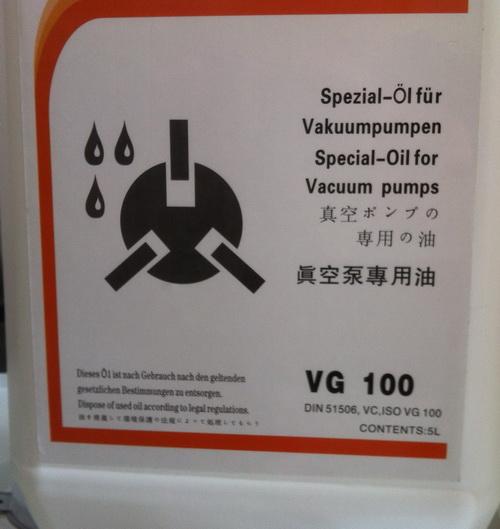 Spezial-Öl für
Vakuumpumpen
Special-Oil for
Vacuum pumps
真空ポンプの
専用の油
眞空泵專用油
Dieses Öl ist nach Gebrauch nach den geltenden
gesetzlichen Bestimmungen zu entsorgen.
Dispose of used oil according to legal regulations.
VG 100
DIN 51506, VC, ISO VG 100
CONTENTS:5L